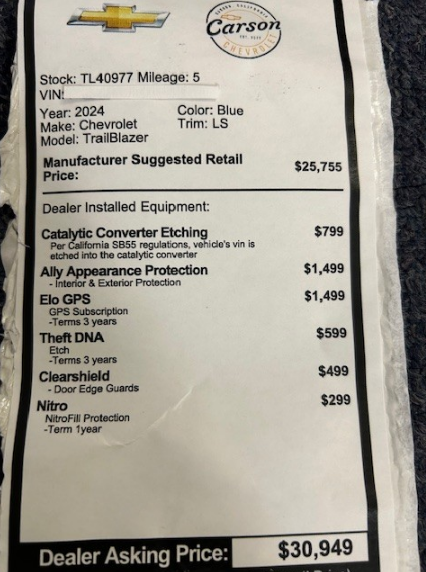 CARSON, CALIFORNIA
Carson
CHEVROLET
Stock: TL40977 Mileage: 5
VIN:
Year: 2024 Color: Blue
Make: Chevrolet Trim: LS
Model: TrailBlazer
Manufacturer Suggested Retail $25,755
Price:
Dealer Installed Equipment:
Catalytic Converter Etching $799
Per California SB55 regulations, vehicle's vin is
etched into the catalytic converter
Ally Appearance Protection $1,499
- Interior & Exterior Protection
Elo GPS $1,499
GPS Subscription
-Terms 3 years
Theft DNA $599
Etch
-Terms 3 years
Clearshield $499
- Door Edge Guards
Nitro $299
NitroFill Protection
-Term 1year
Dealer Asking Price: $30,949